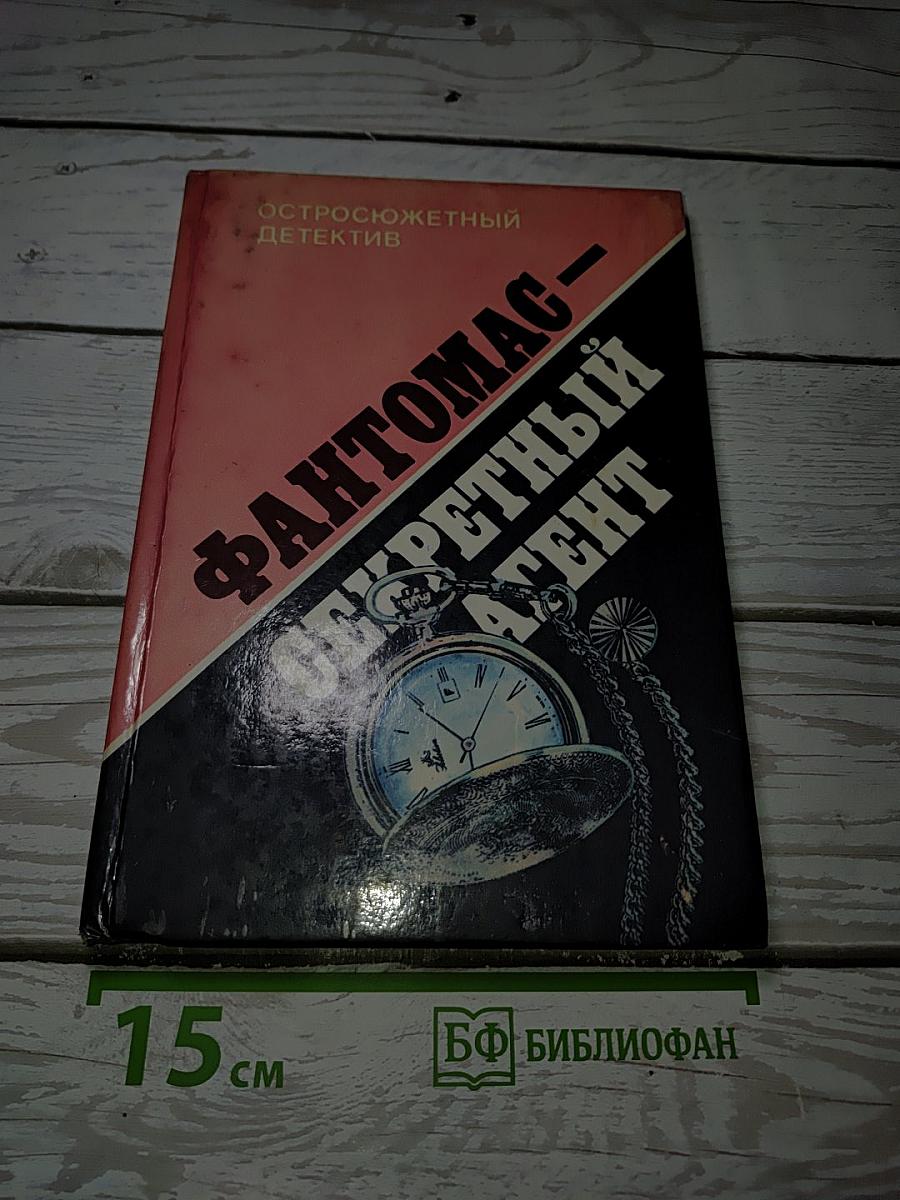 ОСТРОСЮЖЕТНЫЙ
ДЕТЕКТИВ
ФАНТОМАС —
СЕКРЕТНЫЙ
АГЕНТ
15 см
БФ БИБЛИОФАН